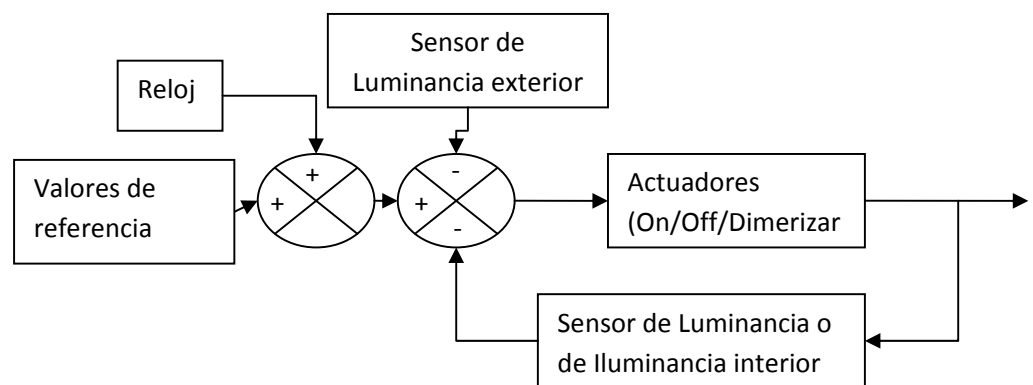 Sensor de
Luminancia exterior
Reloj
Valores de
referencia
+
+
-
+
-
Actuadores
(On/Off/Dimerizar
Sensor de Luminancia o
de Iluminancia interior